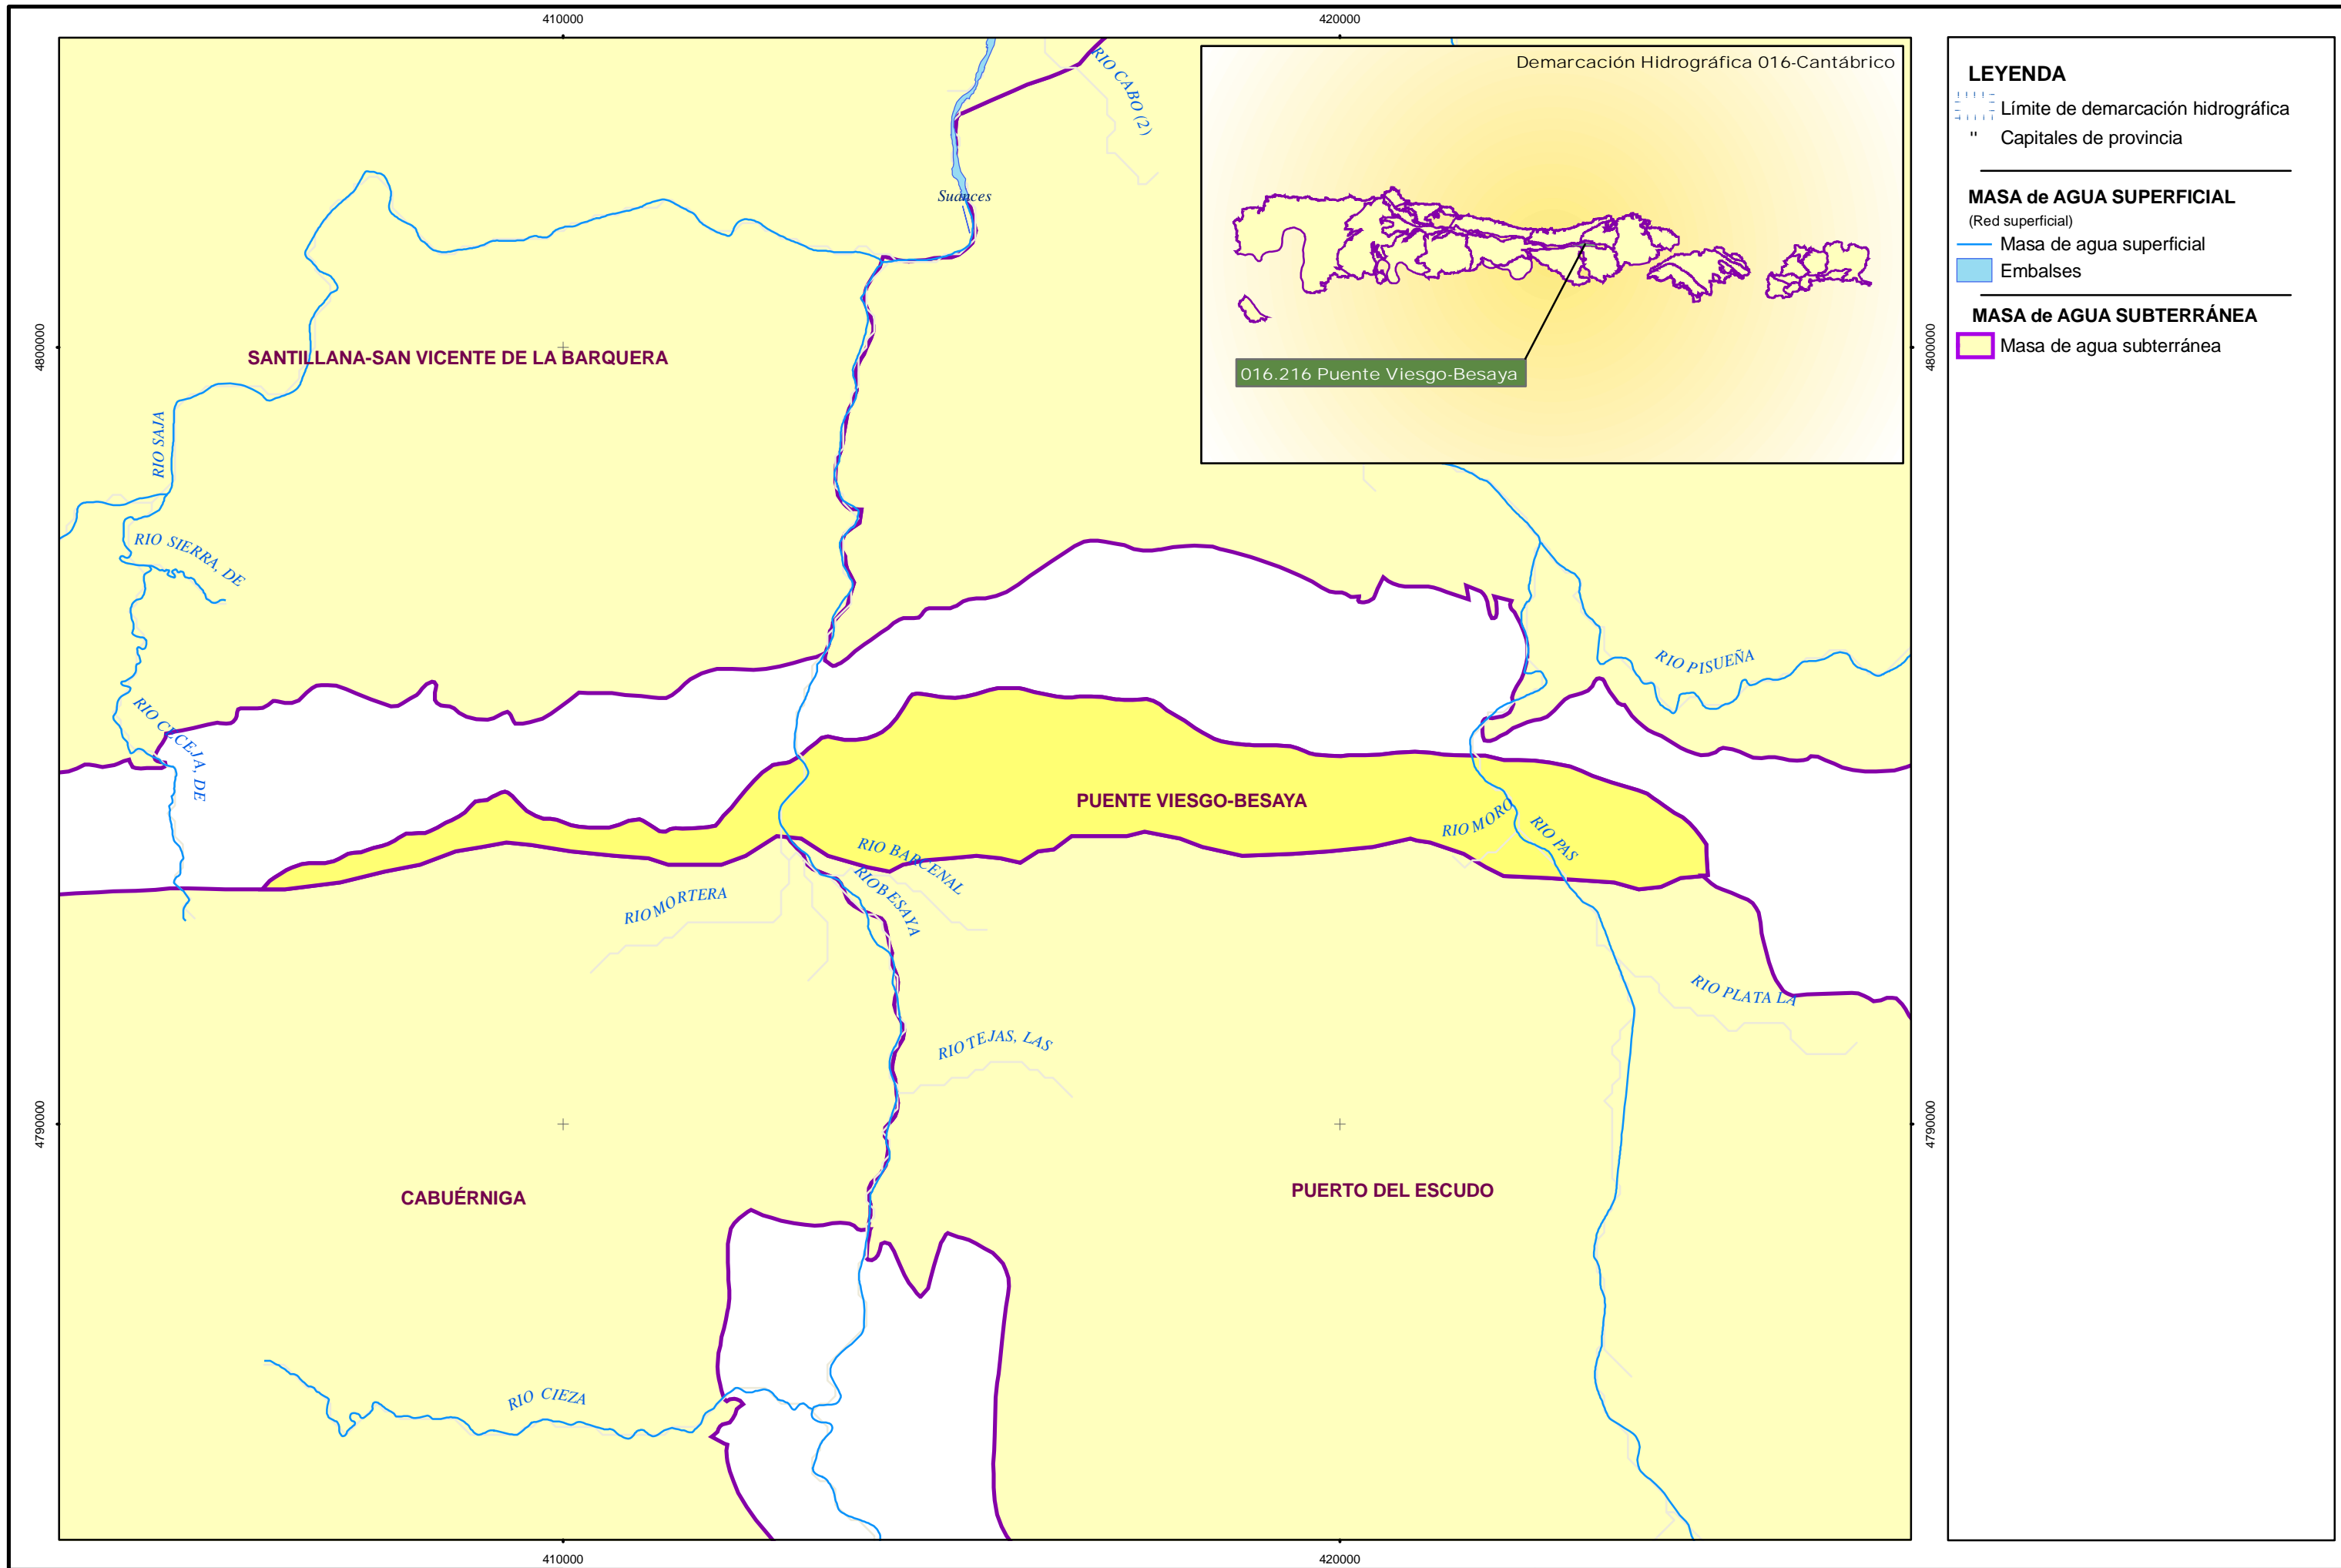 410000
420000
Demarcación Hidrográfica 016-Cantábrico
016.216 Puente Viesgo-Besaya
RIO CABO (2)
Suances
4800000
4800000
SANTILLANA-SAN VICENTE DE LA BARQUERA
RIO SAJA
RIO SIERRA, DE
RIO PISUEÑA
RIO CECEJA, DE
PUENTE VIESGO-BESAYA
RIO MORO
RIO PAS
RIO BARCENAL
RIO BESAYA
RIO MORTERA
RIO PLATA LA
RIO TEJAS, LAS
4790000
4790000
CABUÉRNIGA
PUERTO DEL ESCUDO
RIO CIEZA
410000
420000
LEYENDA
Límite de demarcación hidrográfica
" Capitales de provincia
MASA de AGUA SUPERFICIAL
(Red superficial)
Masa de agua superficial
Embalses
MASA de AGUA SUBTERRÁNEA
Masa de agua subterránea